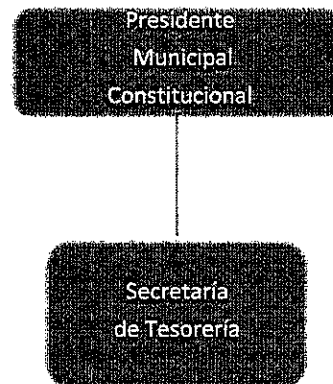 Presidente
Municipal
Constitucional
Secretaría
de Tesorería